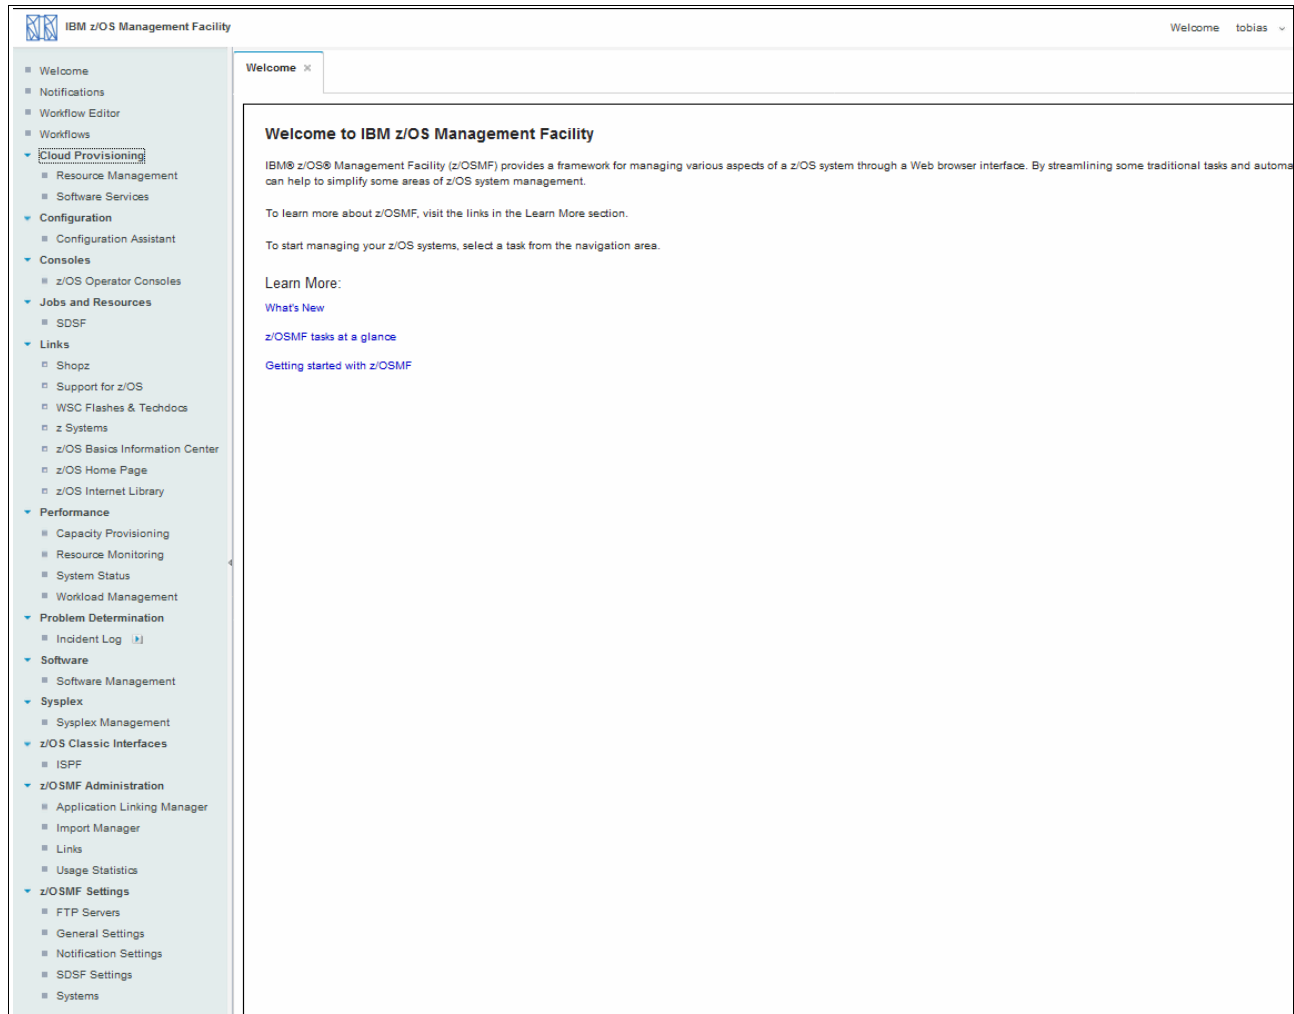 IBM z/OS Management Facility
Welcome tobias
Welcome
Notifications
Workflow Editor
Workflows
Cloud Provisioning
Resource Management
Software Services
Configuration
Configuration Assistant
Consoles
z/OS Operator Consoles
Jobs and Resources
SDSF
Links
Shopz
Support for z/OS
WSC Flashes & Techdocs
z Systems
z/OS Basics Information Center
z/OS Home Page
z/OS Internet Library
Performance
Capacity Provisioning
Resource Monitoring
System Status
Workload Management
Problem Determination
Incident Log
Software
Software Management
Sysplex
Sysplex Management
z/OS Classic Interfaces
ISPF
z/OSMF Administration
Application Linking Manager
Import Manager
Links
Usage Statistics
z/OSMF Settings
FTP Servers
General Settings
Notification Settings
SDSF Settings
Systems
Welcome ×
Welcome to IBM z/OS Management Facility
IBM® z/OS® Management Facility (z/OSMF) provides a framework for managing various aspects of a z/OS system through a Web browser interface. By streamlining some traditional tasks and automa
can help to simplify some areas of z/OS system management.
To learn more about z/OSMF, visit the links in the Learn More section.
To start managing your z/OS systems, select a task from the navigation area.
Learn More:
What's New
z/OSMF tasks at a glance
Getting started with z/OSMF